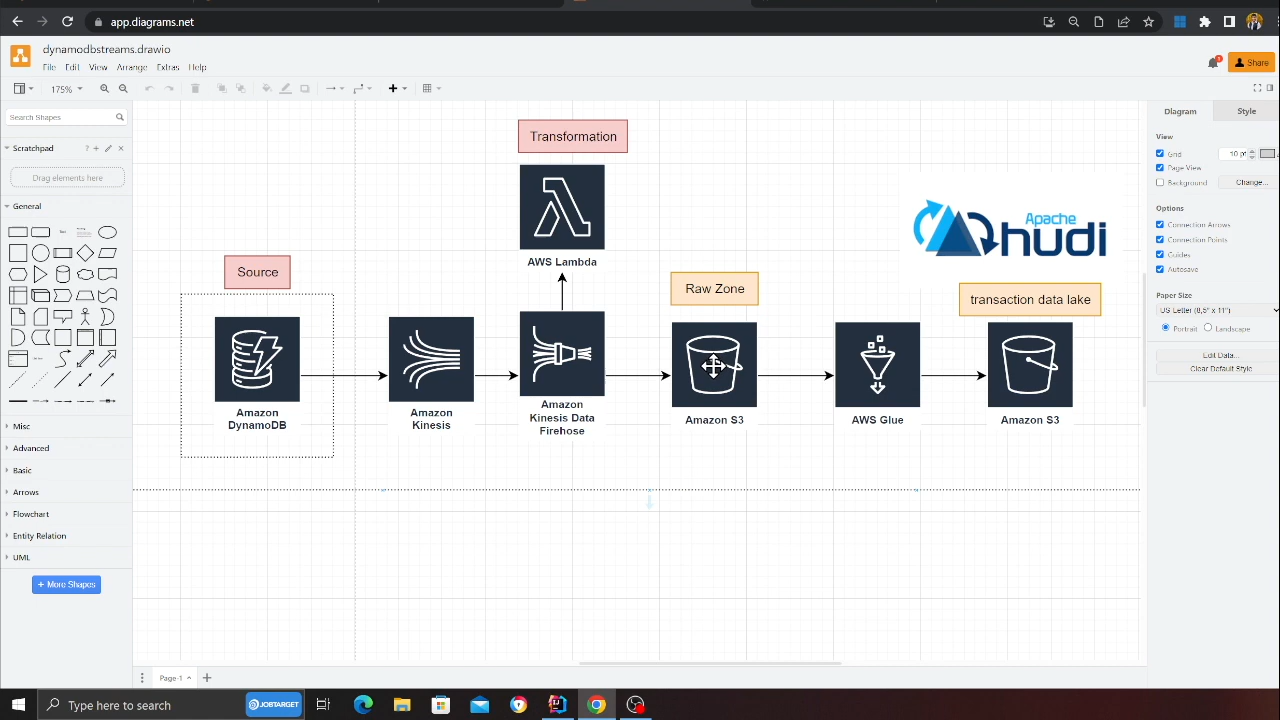 app.diagrams.net
dynamodbstreams.drawio
File Edit View Arrange Extras Help
Share
175%
Search Shapes
Scratchpad
Drag elements here
General
Misc
Advanced
Basic
Arrows
Flowchart
Entity Relation
UML
+ More Shapes
Transformation
AWS Lambda
Source
Amazon
DynamoDB
Amazon
Kinesis
Amazon
Kinesis Data
Firehose
Raw Zone
Amazon S3
AWS Glue
Apache
hudi
transaction data lake
Amazon S3
Diagram Style
View
Grid 10 pt
Page View
Background Change...
Options
Connection Arrows
Connection Points
Guides
Autosave
Paper Size
US-Letter (8,5" x 11")
Portrait Landscape
Edit Data...
Clear Default Style
Page-1
Type here to search
JOBTARGET